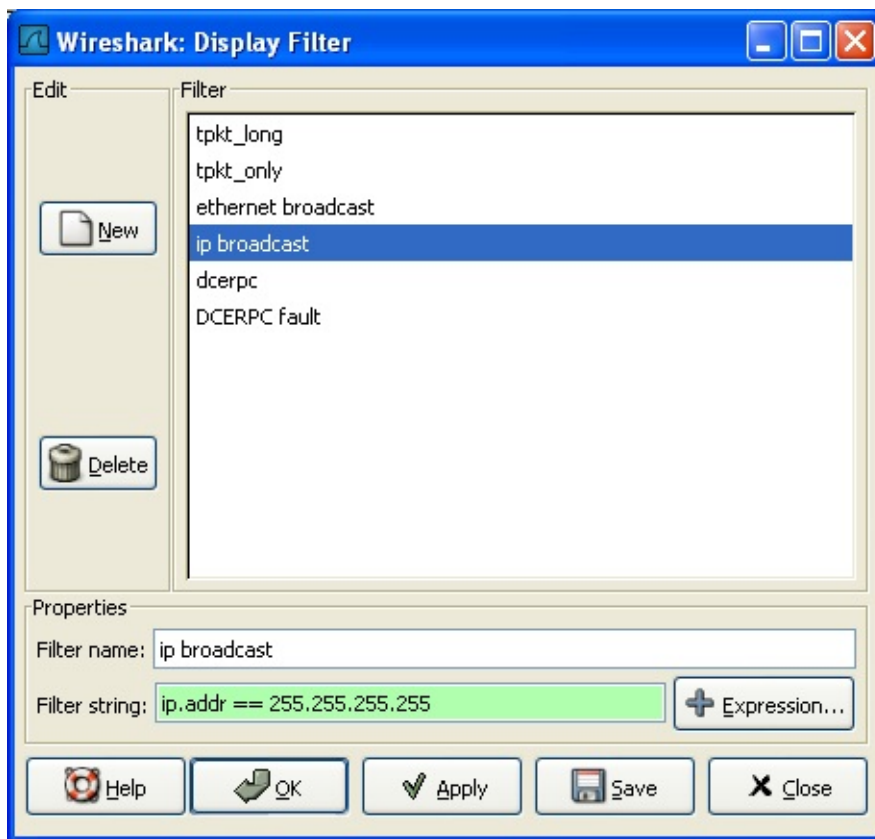 Wireshark: Display Filter
Edit
Filter
New
Delete
tpkt_long
tpkt_only
ethernet broadcast
ip broadcast
dcerpc
DCERPC fault
Properties
Filter name: ip broadcast
Filter string: ip.addr == 255.255.255.255 Expression...
Help OK Apply Save Close